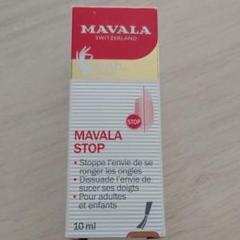 MAVALA
SWITZERLAND
STOP
MAVALA
STOP
• Stoppe l'envie de se
ronger les ongles
• Dissuade l'envie de
sucer ses doigts
• Pour adultes
et enfants
10 ml